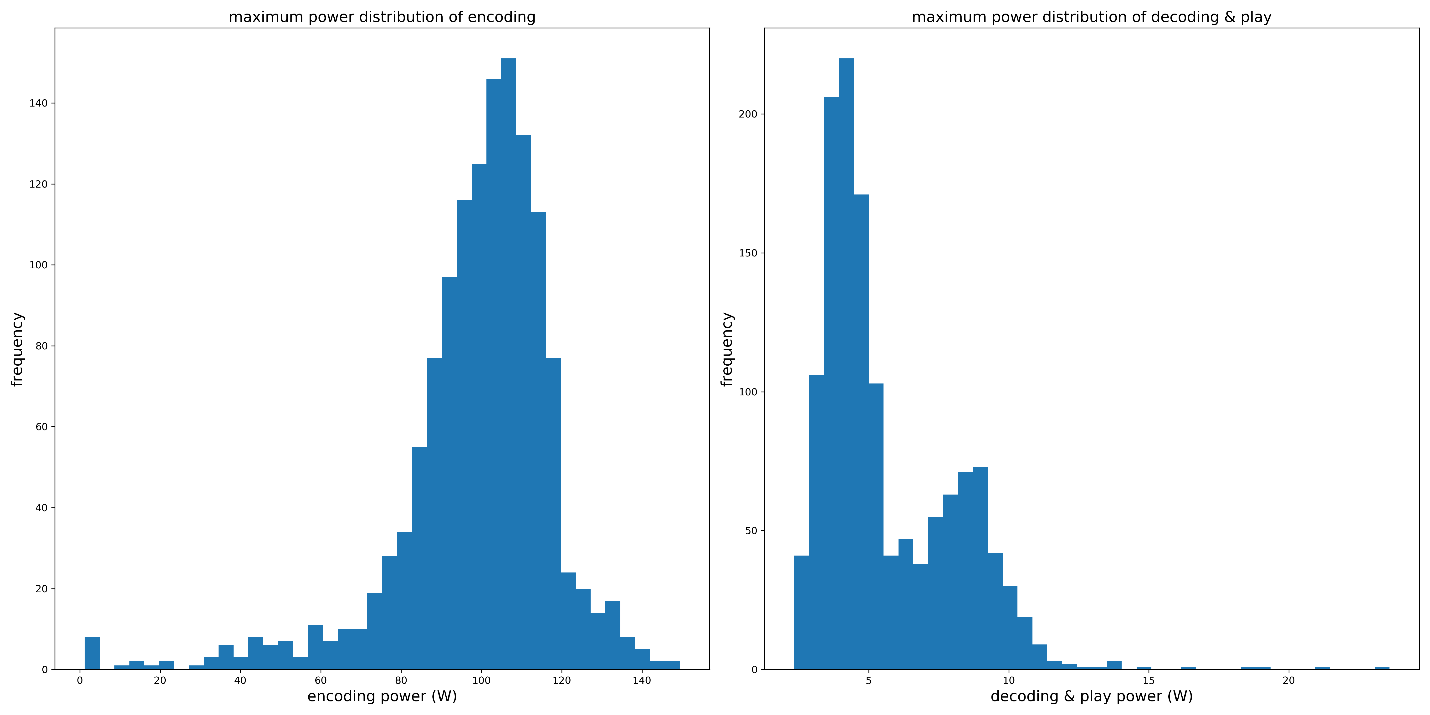 maximum power distribution of encoding
frequency
140
120
100
80
60
40
20
0
0 20 40 60 80 100 120 140
encoding power (W)
maximum power distribution of decoding & play
frequency
200
150
100
50
0
5 10 15 20
decoding & play power (W)